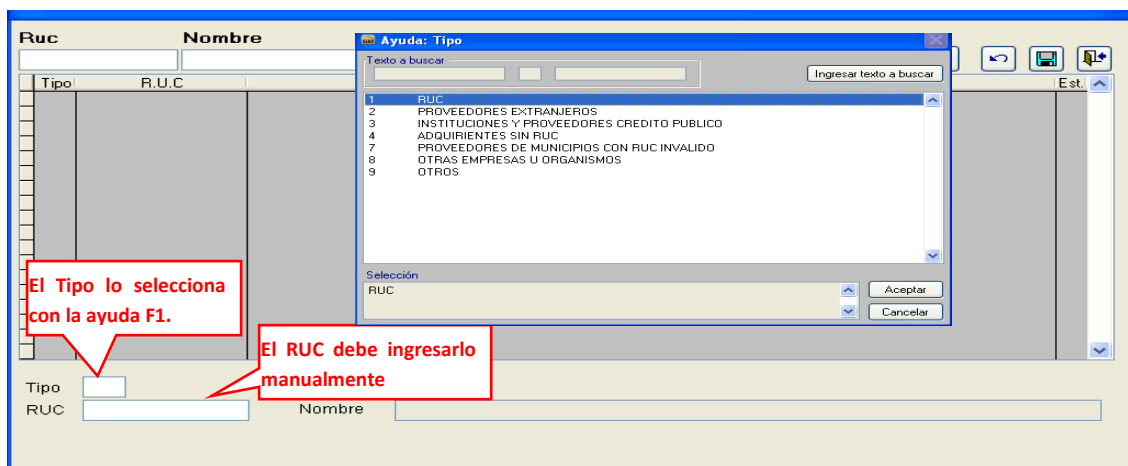 Ruc Nombre
Ayuda: Tipo
Texto a buscar
Ingresar texto a buscar
Tipo R.U.C Est.
1 RUC
2 PROVEEDORES EXTRANJEROS
3 INSTITUCIONES Y PROVEEDORES CREDITO PUBLICO
4 ADQUIRIENTES SIN RUC
7 PROVEEDORES DE MUNICIPIOS CON RUC INVALIDO
8 OTRAS EMPRESAS U ORGANISMOS
9 OTROS
Selección
RUC
Aceptar
Cancelar
El Tipo lo selecciona
con la ayuda F1.
El RUC debe ingresarlo
manualmente
Tipo
RUC Nombre